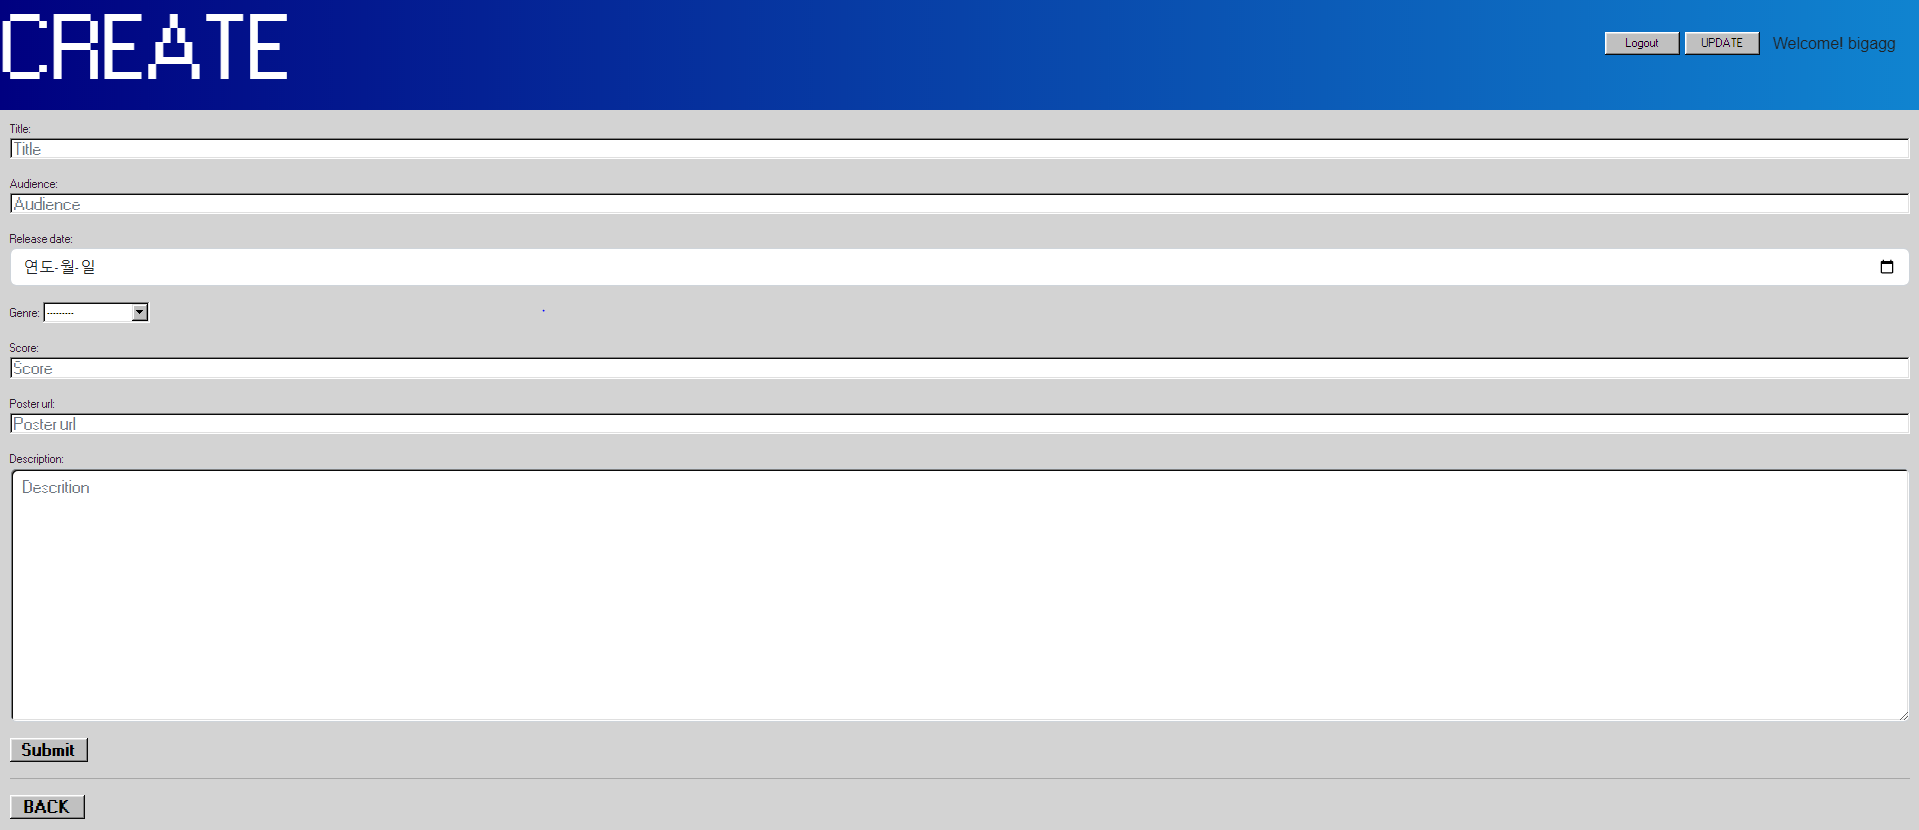 CREATE
Logout UPDATE Welcome! bigagg
Title:
Title
Audience:
Audience
Release date:
연도-월-일
Genre: ---------
Score:
Score
Poster url:
Poster url
Description:
Descrition
Submit
BACK